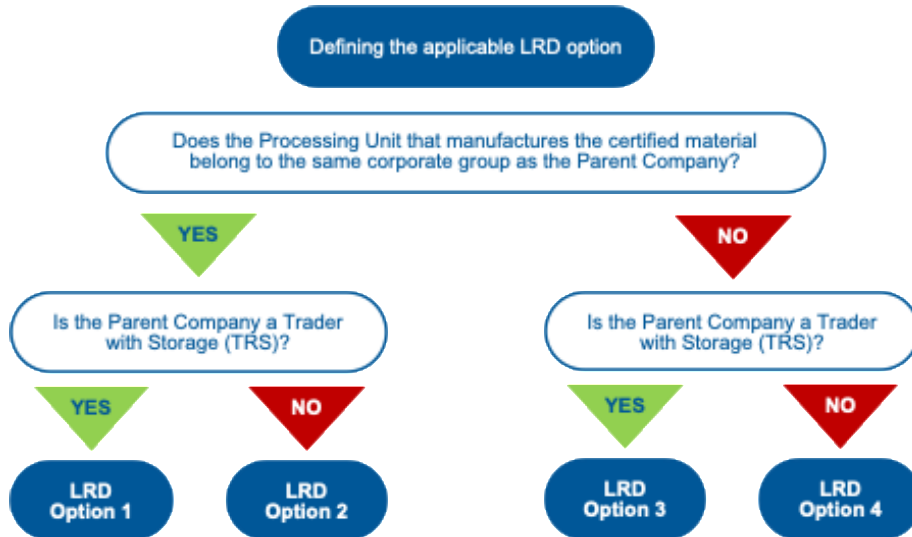 Defining the applicable LRD option
Does the Processing Unit that manufactures the certified material
belong to the same corporate group as the Parent Company?
YES
NO
Is the Parent Company a Trader
with Storage (TRS)?
Is the Parent Company a Trader
with Storage (TRS)?
YES
NO
YES
NO
LRD
Option 1
LRD
Option 2
LRD
Option 3
LRD
Option 4